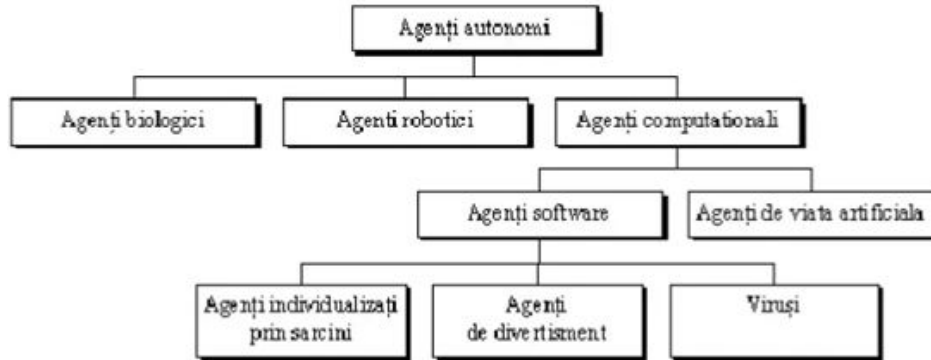 Agenți autonomi
Agenți biologici
Agenti robotici
Agenți computationali
Agenți software
Agenți de viata artificiala
Agenți individualizați
prin sarcini
Agenți
de divertisment
Viruși